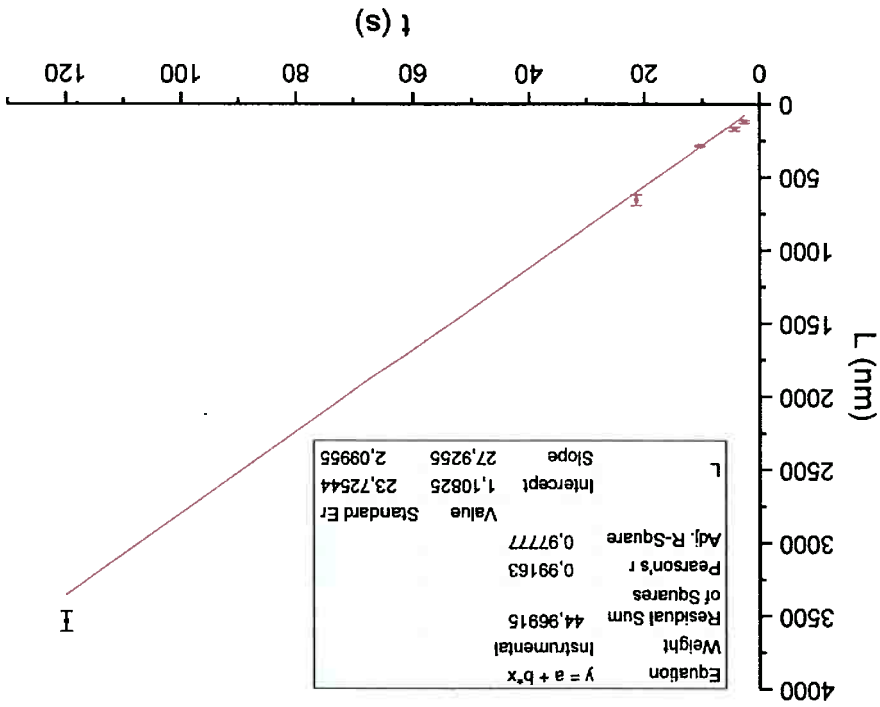 4000
3500
3000
2500
2000
1500
1000
500
0
L (nm)
Equation y = a + b*x
Weight Instrumental
Residual Sum of Squares 44,96915
Pearson's r 0,99163
Adj. R-Square 0,97777
Value Standard Er
L Intercept 1,10825 23,72544
Slope 27,9255 2,09955
0 20 40 60 80 100 120
t (s)